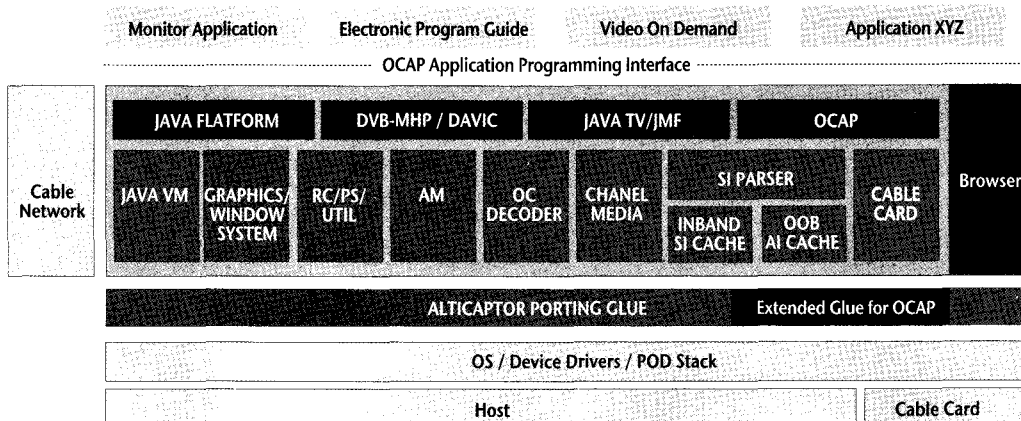 Monitor Application
Electronic Program Guide
Video On Demand
Application XYZ
OCAP Application Programming Interface
Cable
Network
JAVA FLATFORM
DVB-MHP / DAVIC
JAVA TV/JMF
OCAP
JAVA VM
GRAPHICS/
WINDOW
SYSTEM
RC/PS/
UTIL
AM
OC
DECODER
CHANEL
MEDIA
SI PARSER
INBAND
SI CACHE
OOB
AI CACHE
CABLE
CARD
Browser
ALTICAPTOR PORTING GLUE
Extended Glue for OCAP
OS / Device Drivers / POD Stack
Host
Cable Card